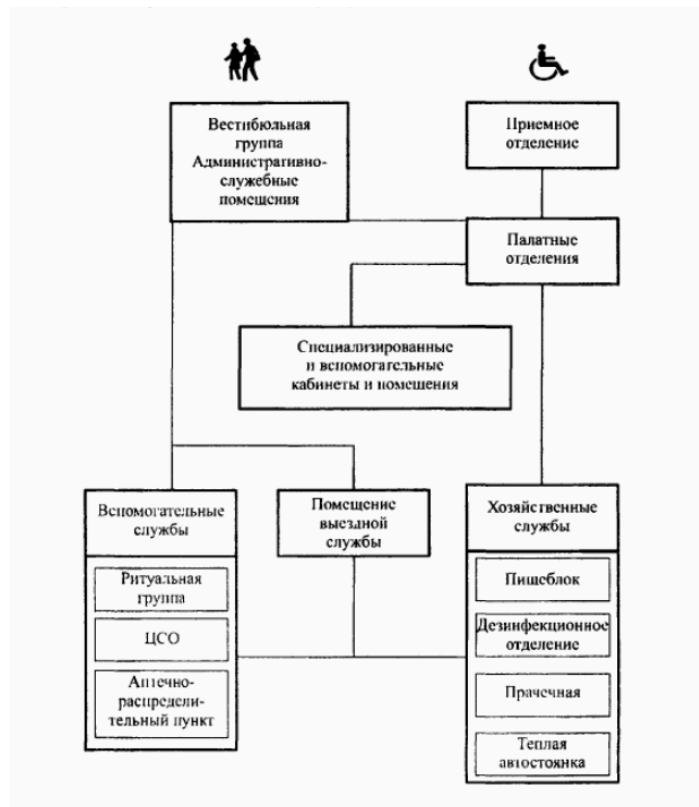 Вестибюльная
группа
Административно-
служебные
помещения
Приемное
отделение
Палатные
отделения
Специализированные
и вспомогательные
кабинеты и помещения
Вспомогательные
службы
Ритуальная
группа
ЦСО
Аптечно-
распредели-
тельный пункт
Помещение
выездной
службы
Хозяйственные
службы
Пищеблок
Дезинфекционное
отделение
Прачечная
Теплая
автостоянка